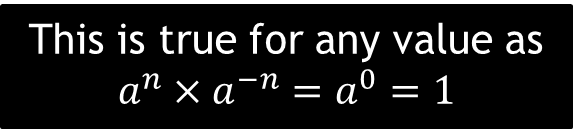 This is true for any value as
𝑎ⁿ × 𝑎⁻ⁿ = 𝑎⁰ = 1